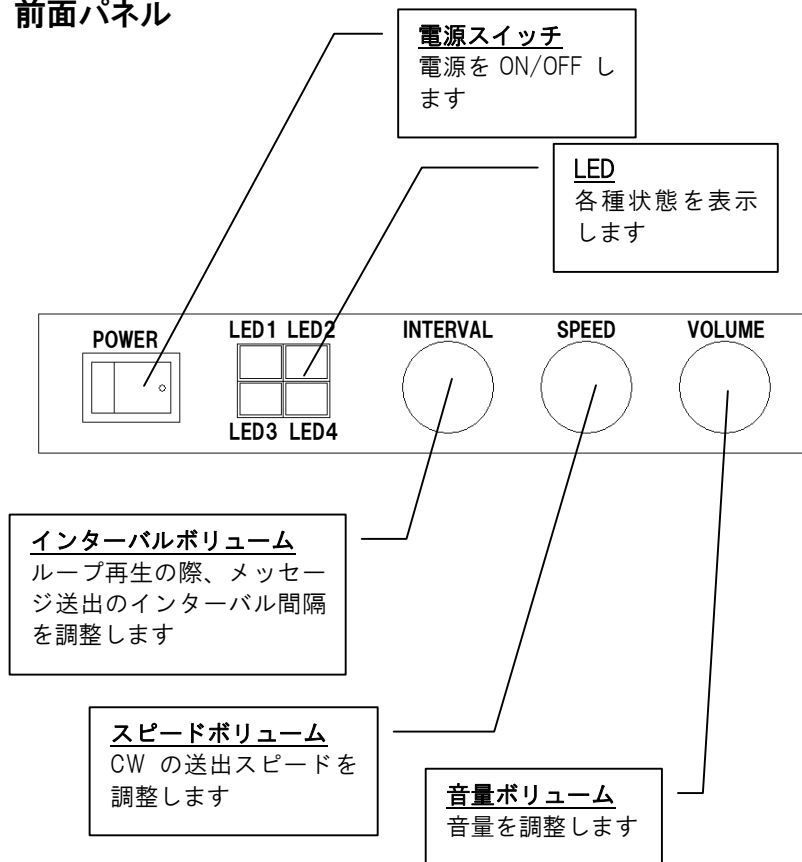 前面パネル
電源スイッチ
電源を ON/OFF し
ます
LED
各種状態を表示
します
POWER
LED1 LED2
LED3 LED4
INTERVAL
SPEED
VOLUME
インターバルボリューム
ループ再生の際、メッセー
ジ送出のインターバル間隔
を調整します
スピードボリューム
CW の送出スピードを
調整します
音量ボリューム
音量を調整します